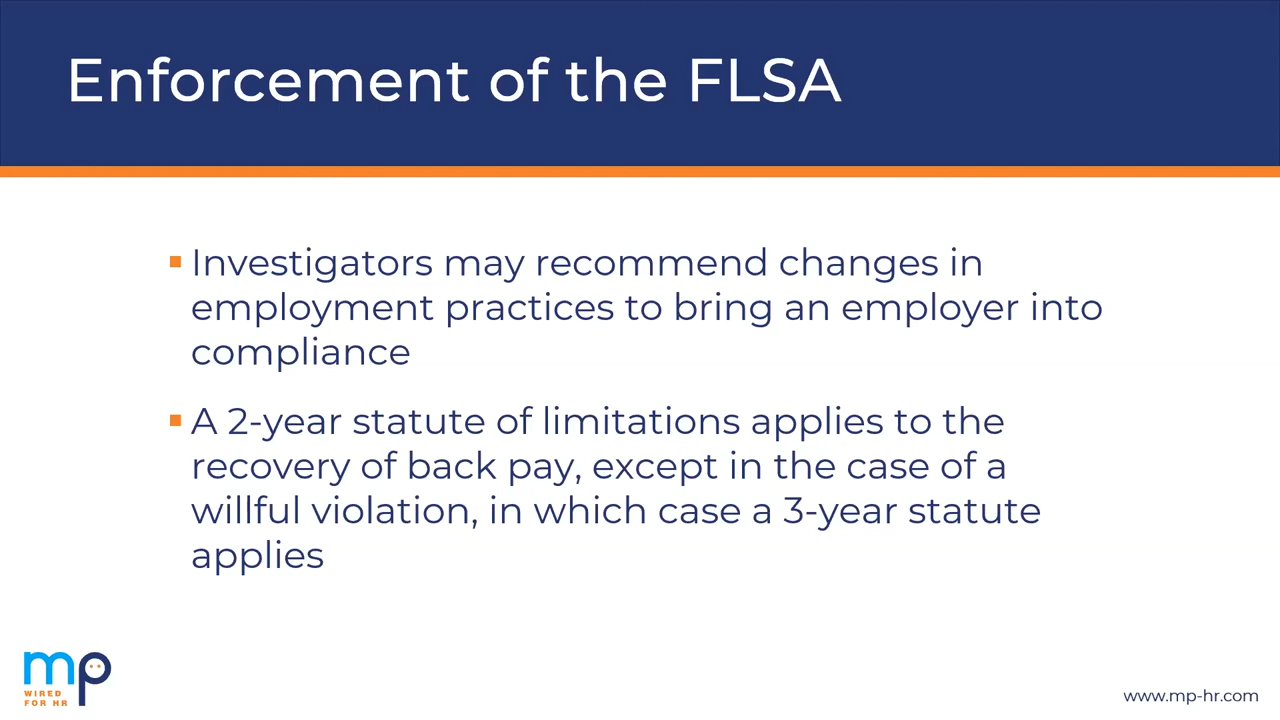 Enforcement of the FLSA
Investigators may recommend changes in
employment practices to bring an employer into
compliance
A 2-year statute of limitations applies to the
recovery of back pay, except in the case of a
willful violation, in which case a 3-year statute
applies
mp
WIRED
FOR HR
www.mp-hr.com